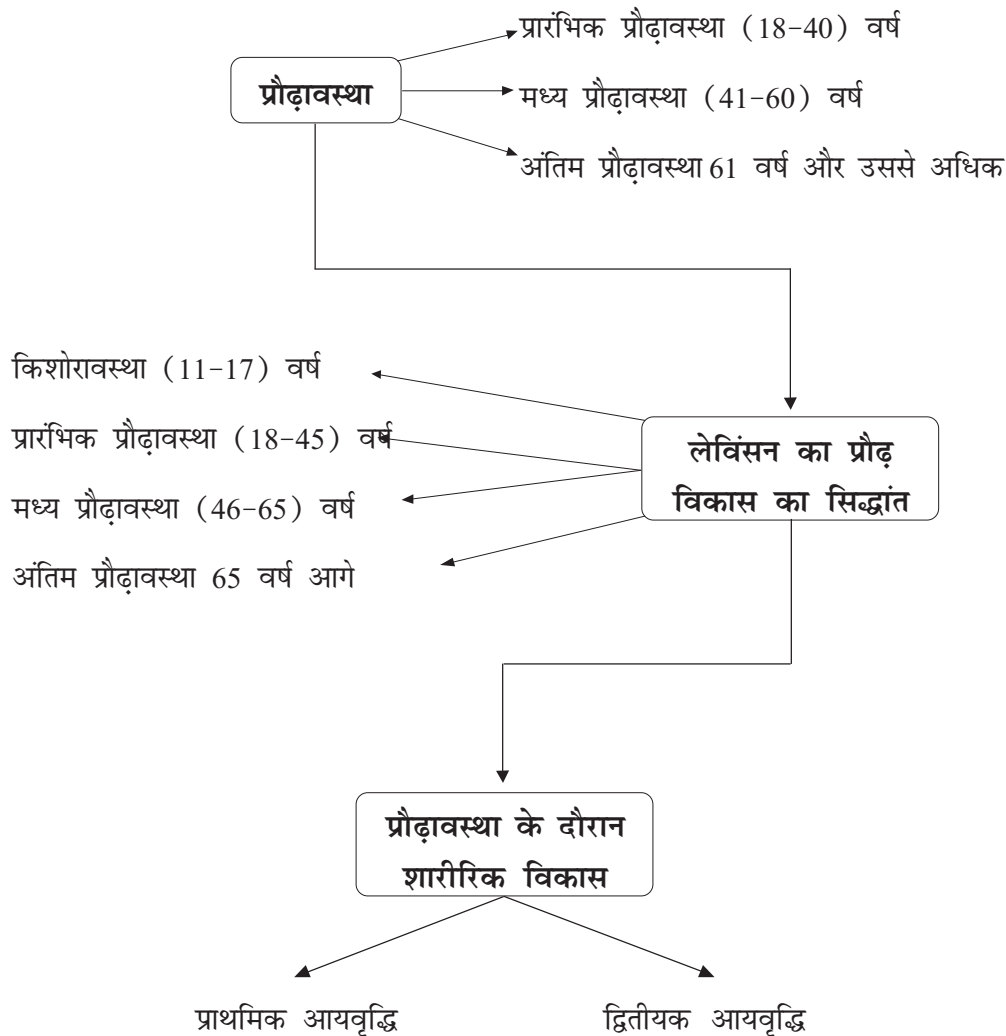 प्रारंभिक प्रौढ़ावस्था (18-40) वर्ष
प्रौढ़ावस्था
मध्य प्रौढ़ावस्था (41-60) वर्ष
अंतिम प्रौढ़ावस्था 61 वर्ष और उससे अधिक
किशोरावस्था (11-17) वर्ष
प्रारंभिक प्रौढ़ावस्था (18-45) वर्ष
मध्य प्रौढ़ावस्था (46-65) वर्ष
अंतिम प्रौढ़ावस्था 65 वर्ष आगे
लेविंसन का प्रौढ़
विकास का सिद्धांत
प्रौढ़ावस्था के दौरान
शारीरिक विकास
प्राथमिक आयवृद्धि
द्वितीयक आयवृद्धि